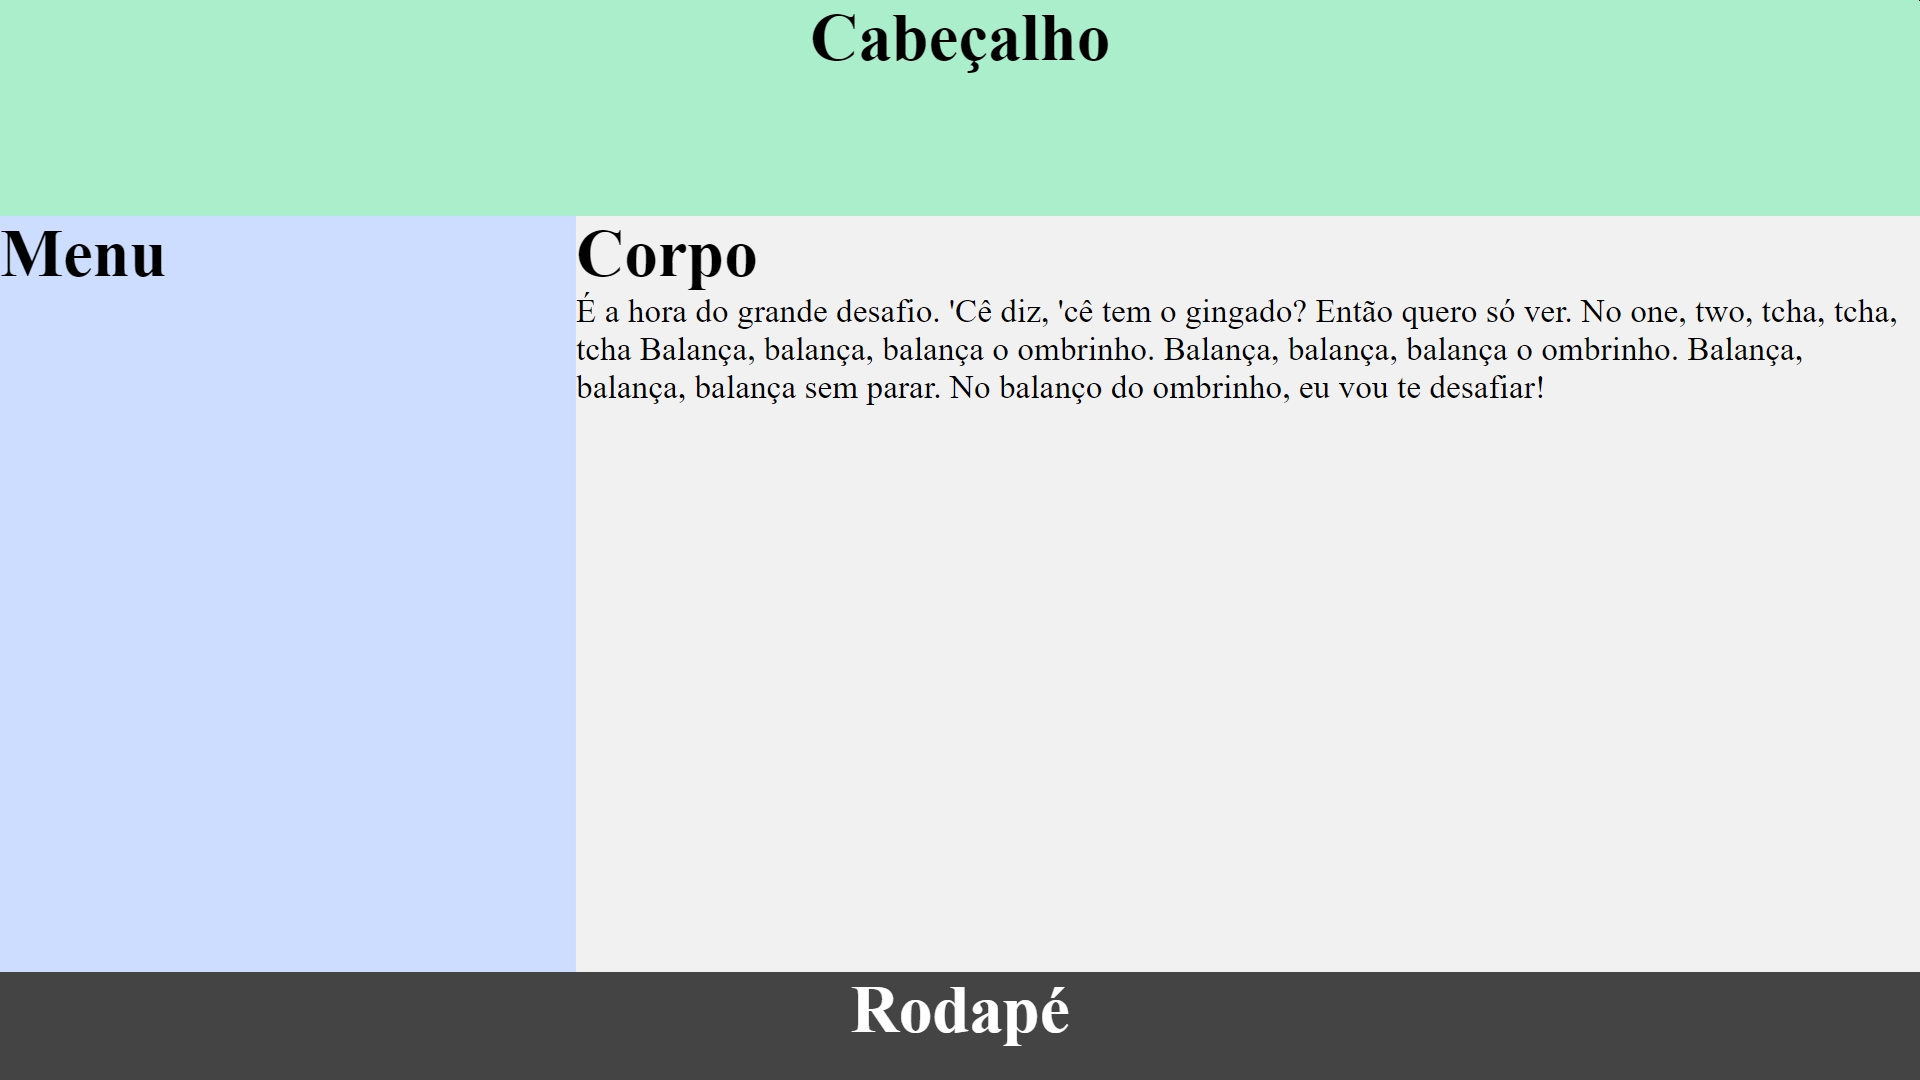 Cabeçalho
Menu
Corpo
É a hora do grande desafio. 'Cê diz, 'cê tem o gingado? Então quero só ver. No one, two, tcha, tcha,
tcha Balança, balança, balança o ombrinho. Balança, balança, balança o ombrinho. Balança,
balança, balança sem parar. No balanço do ombrinho, eu vou te desafiar!
Rodapé